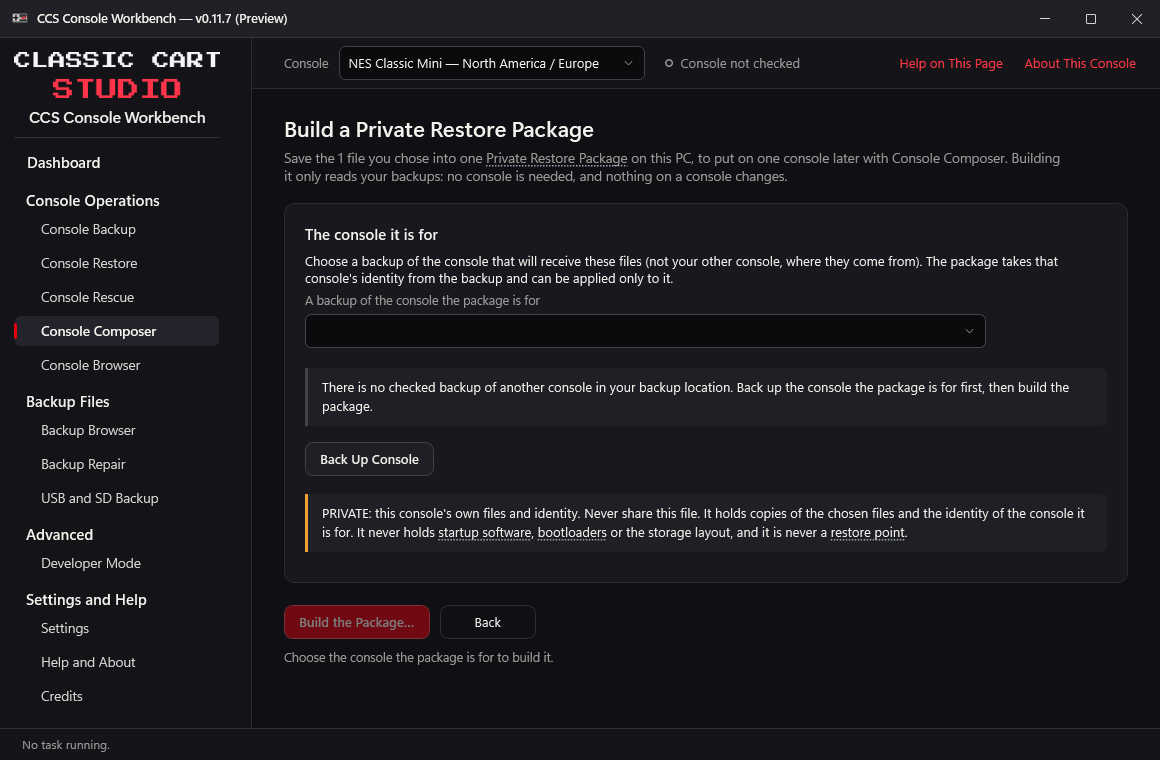 CCS Console Workbench — v0.11.7 (Preview)
CLASSIC CART
STUDIO
CCS Console Workbench
Dashboard
Console Operations
Console Backup
Console Restore
Console Rescue
Console Composer
Console Browser
Backup Files
Backup Browser
Backup Repair
USB and SD Backup
Advanced
Developer Mode
Settings and Help
Settings
Help and About
Credits
Console
NES Classic Mini — North America / Europe
Console not checked
Help on This Page
About This Console
Build a Private Restore Package
Save the 1 file you chose into one Private Restore Package on this PC, to put on one console later with Console Composer. Building
it only reads your backups: no console is needed, and nothing on a console changes.
The console it is for
Choose a backup of the console that will receive these files (not your other console, where they come from). The package takes that
console's identity from the backup and can be applied only to it.
A backup of the console the package is for
There is no checked backup of another console in your backup location. Back up the console the package is for first, then build the
package.
Back Up Console
PRIVATE: this console's own files and identity. Never share this file. It holds copies of the chosen files and the identity of the console it
is for. It never holds startup software, bootloaders or the storage layout, and it is never a restore point.
Build the Package...
Back
Choose the console the package is for to build it.
No task running.